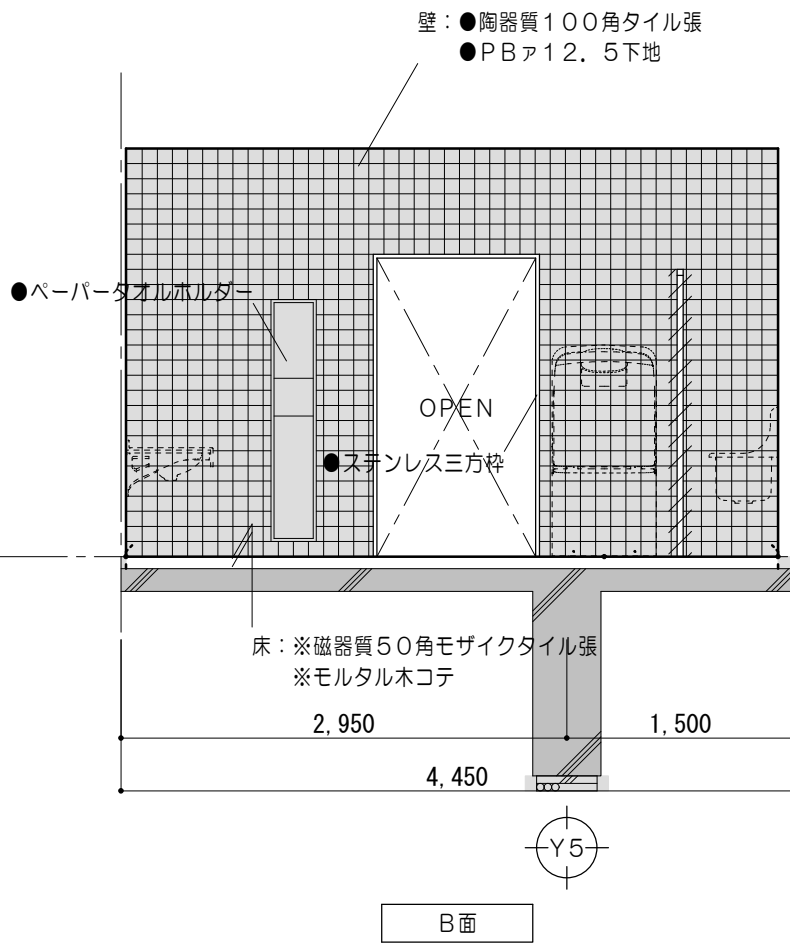 壁：●陶器質１００角タイル張
●ＰＢァ１２．５下地
●ペーパータオルホルダー
ＯＰＥＮ
●ステンレス三方枠
床：※磁器質５０角モザイクタイル張
※モルタル木コテ
2,950
1,500
4,450
Ｙ５
Ｂ面